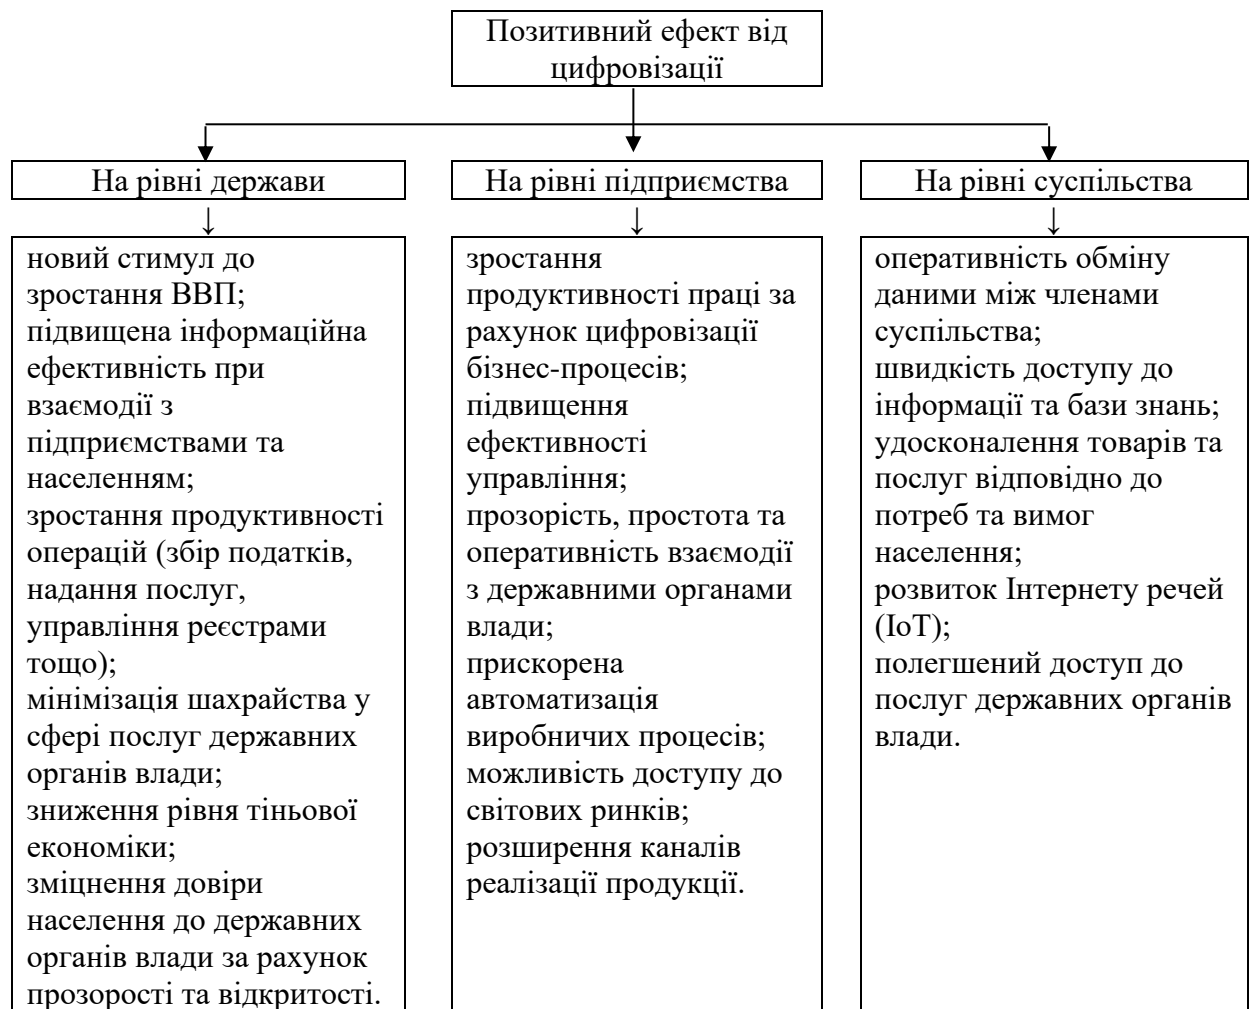 Позитивний ефект від
цифровізації
На рівні держави
На рівні підприємства
На рівні суспільства
новий стимул до
зростання ВВП;
підвищена інформаційна
ефективність при
взаємодії з
підприємствами та
населенням;
зростання продуктивності
операцій (збір податків,
надання послуг,
управління реєстрами
тощо);
мінімізація шахрайства у
сфері послуг державних
органів влади;
зниження рівня тіньової
економіки;
зміцнення довіри
населення до державних
органів влади за рахунок
прозорості та відкритості.
зростання
продуктивності праці за
рахунок цифровізації
бізнес-процесів;
підвищення
ефективності
управління;
прозорість, простота та
оперативність взаємодії
з державними органами
влади;
прискорена
автоматизація
виробничих процесів;
можливість доступу до
світових ринків;
розширення каналів
реалізації продукції.
оперативність обміну
даними між членами
суспільства;
швидкість доступу до
інформації та бази знань;
удосконалення товарів та
послуг відповідно до
потреб та вимог
населення;
розвиток Інтернету речей
(IoT);
полегшений доступ до
послуг державних органів
влади.